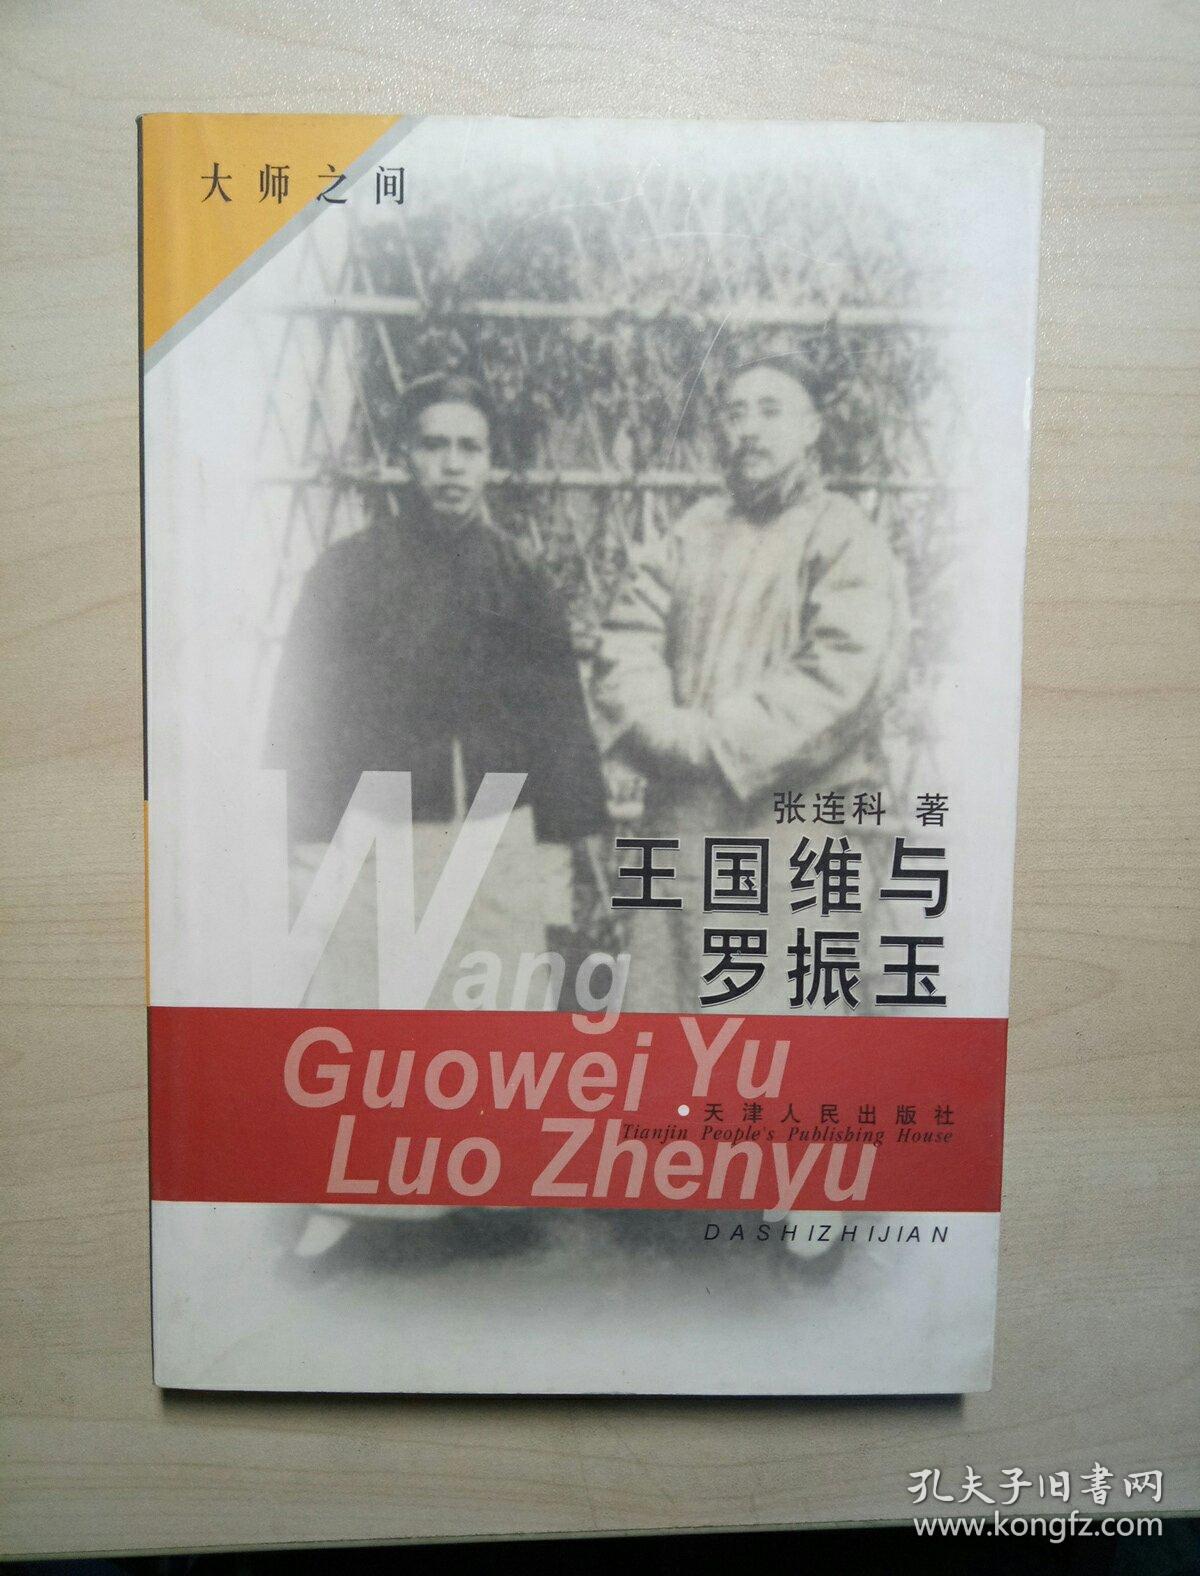 大师之间
张连科 著
王国维与
罗振玉
Wang
Guowei Yu
天津人民出版社
Tianjin People's Publishing House
Luo Zhenyu
DASHIZHIJIAN
孔夫子旧书网
www.kongfz.com